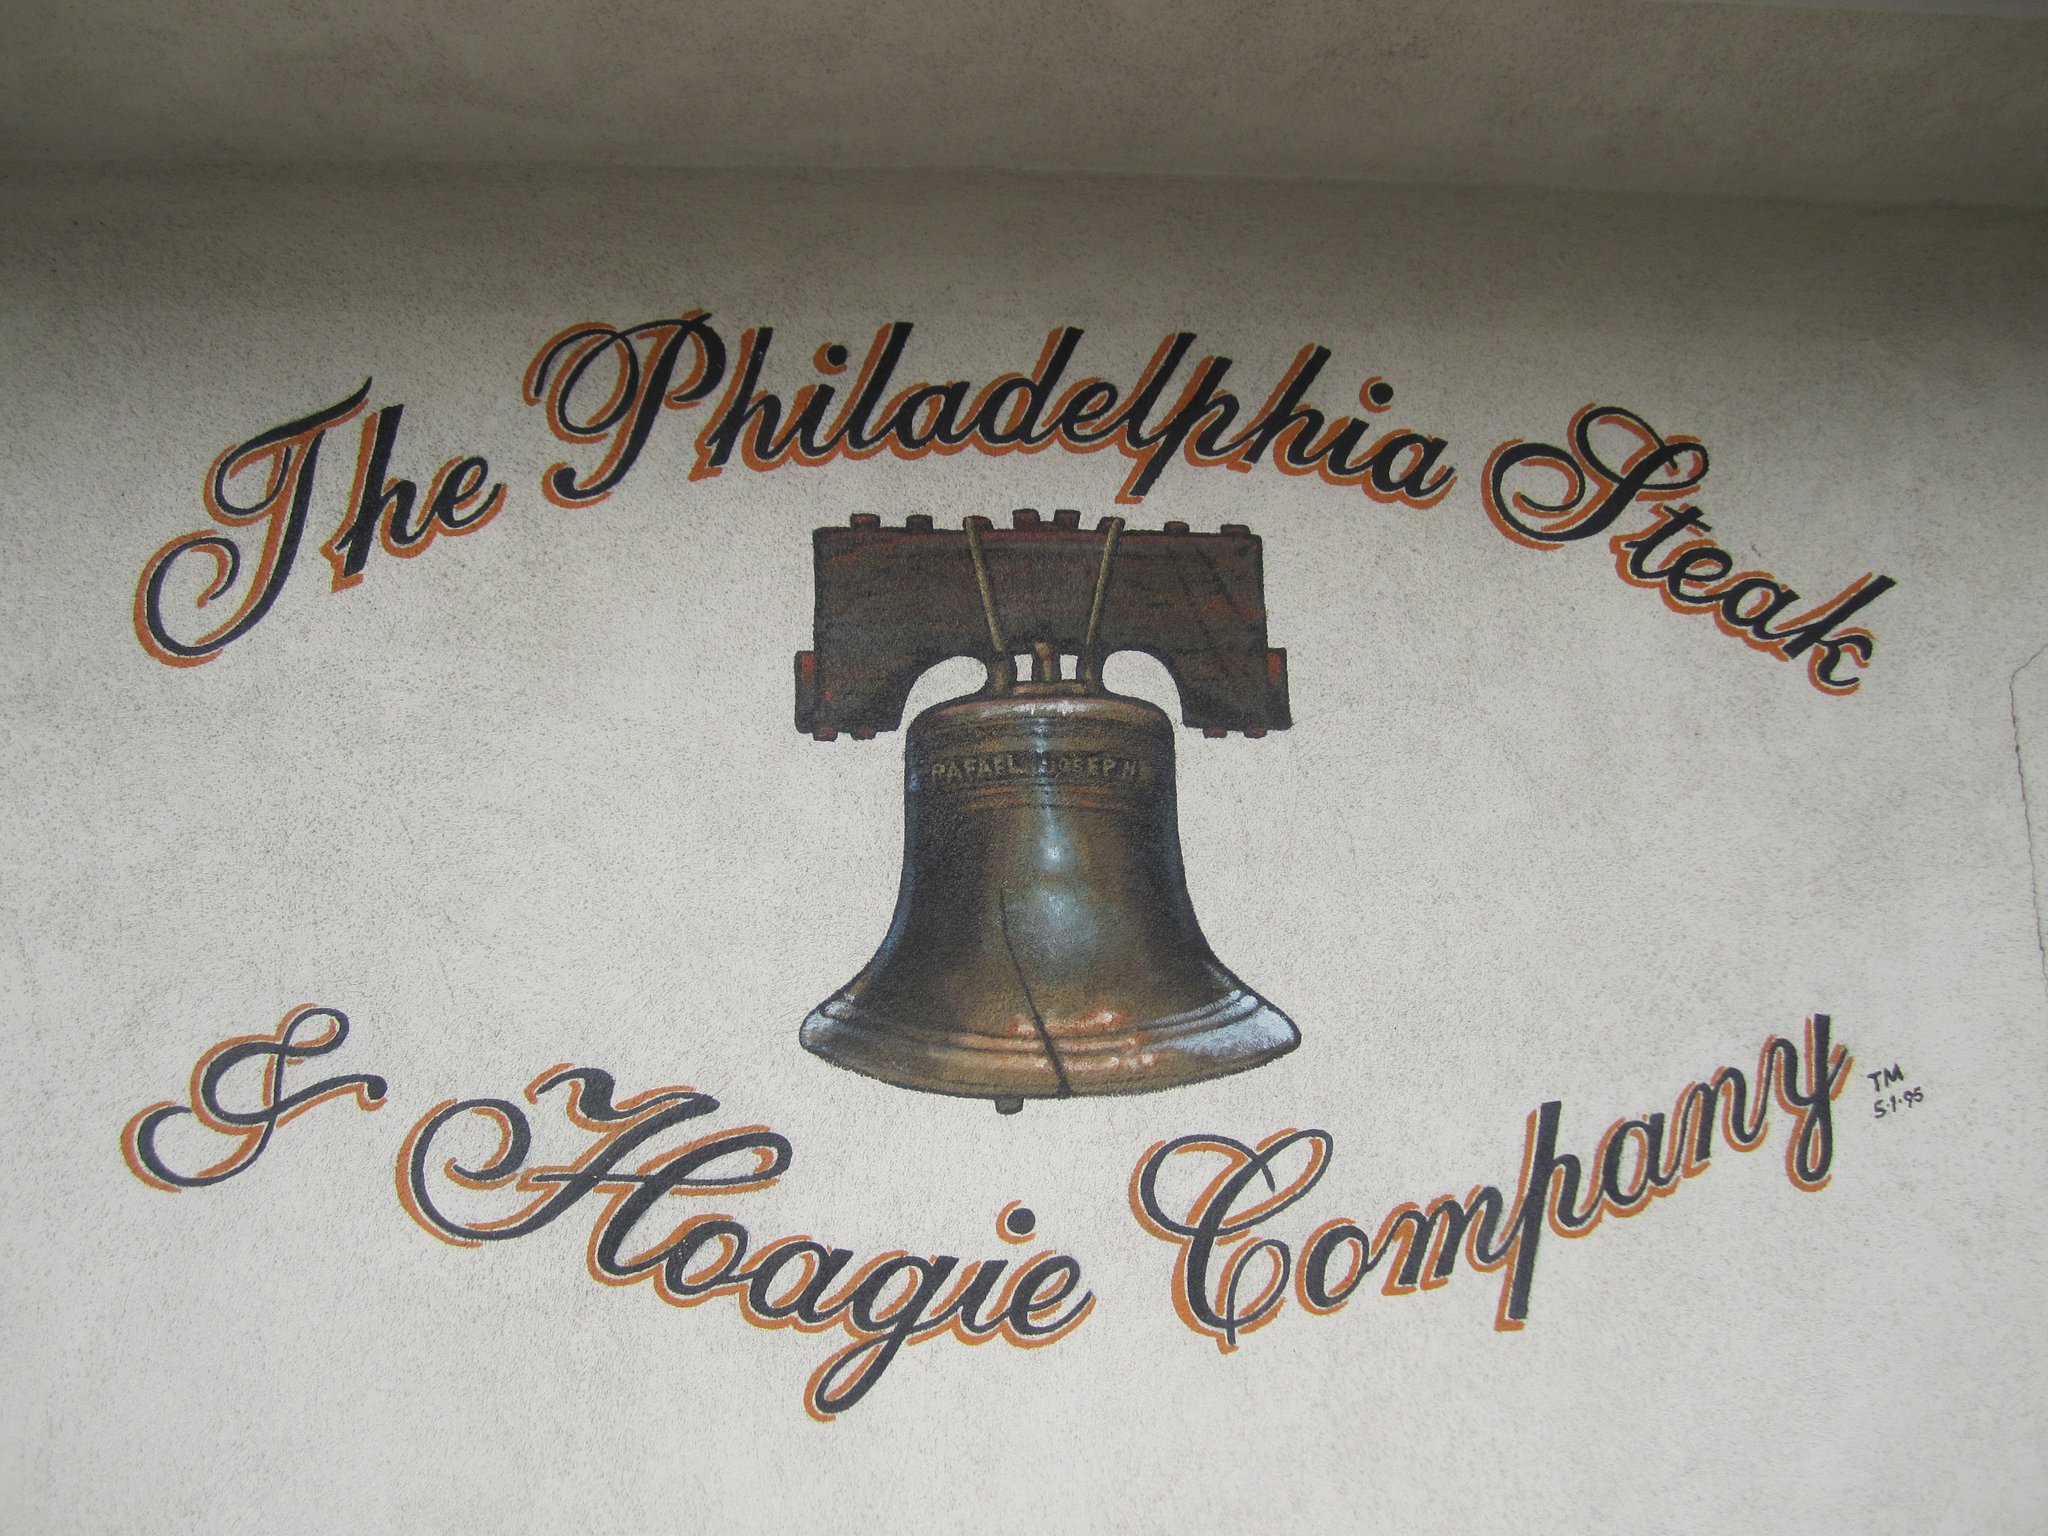 The Philadelphia Steak
RAFAEL JOSEPH
& Hoagie Company
TM
5·1·95